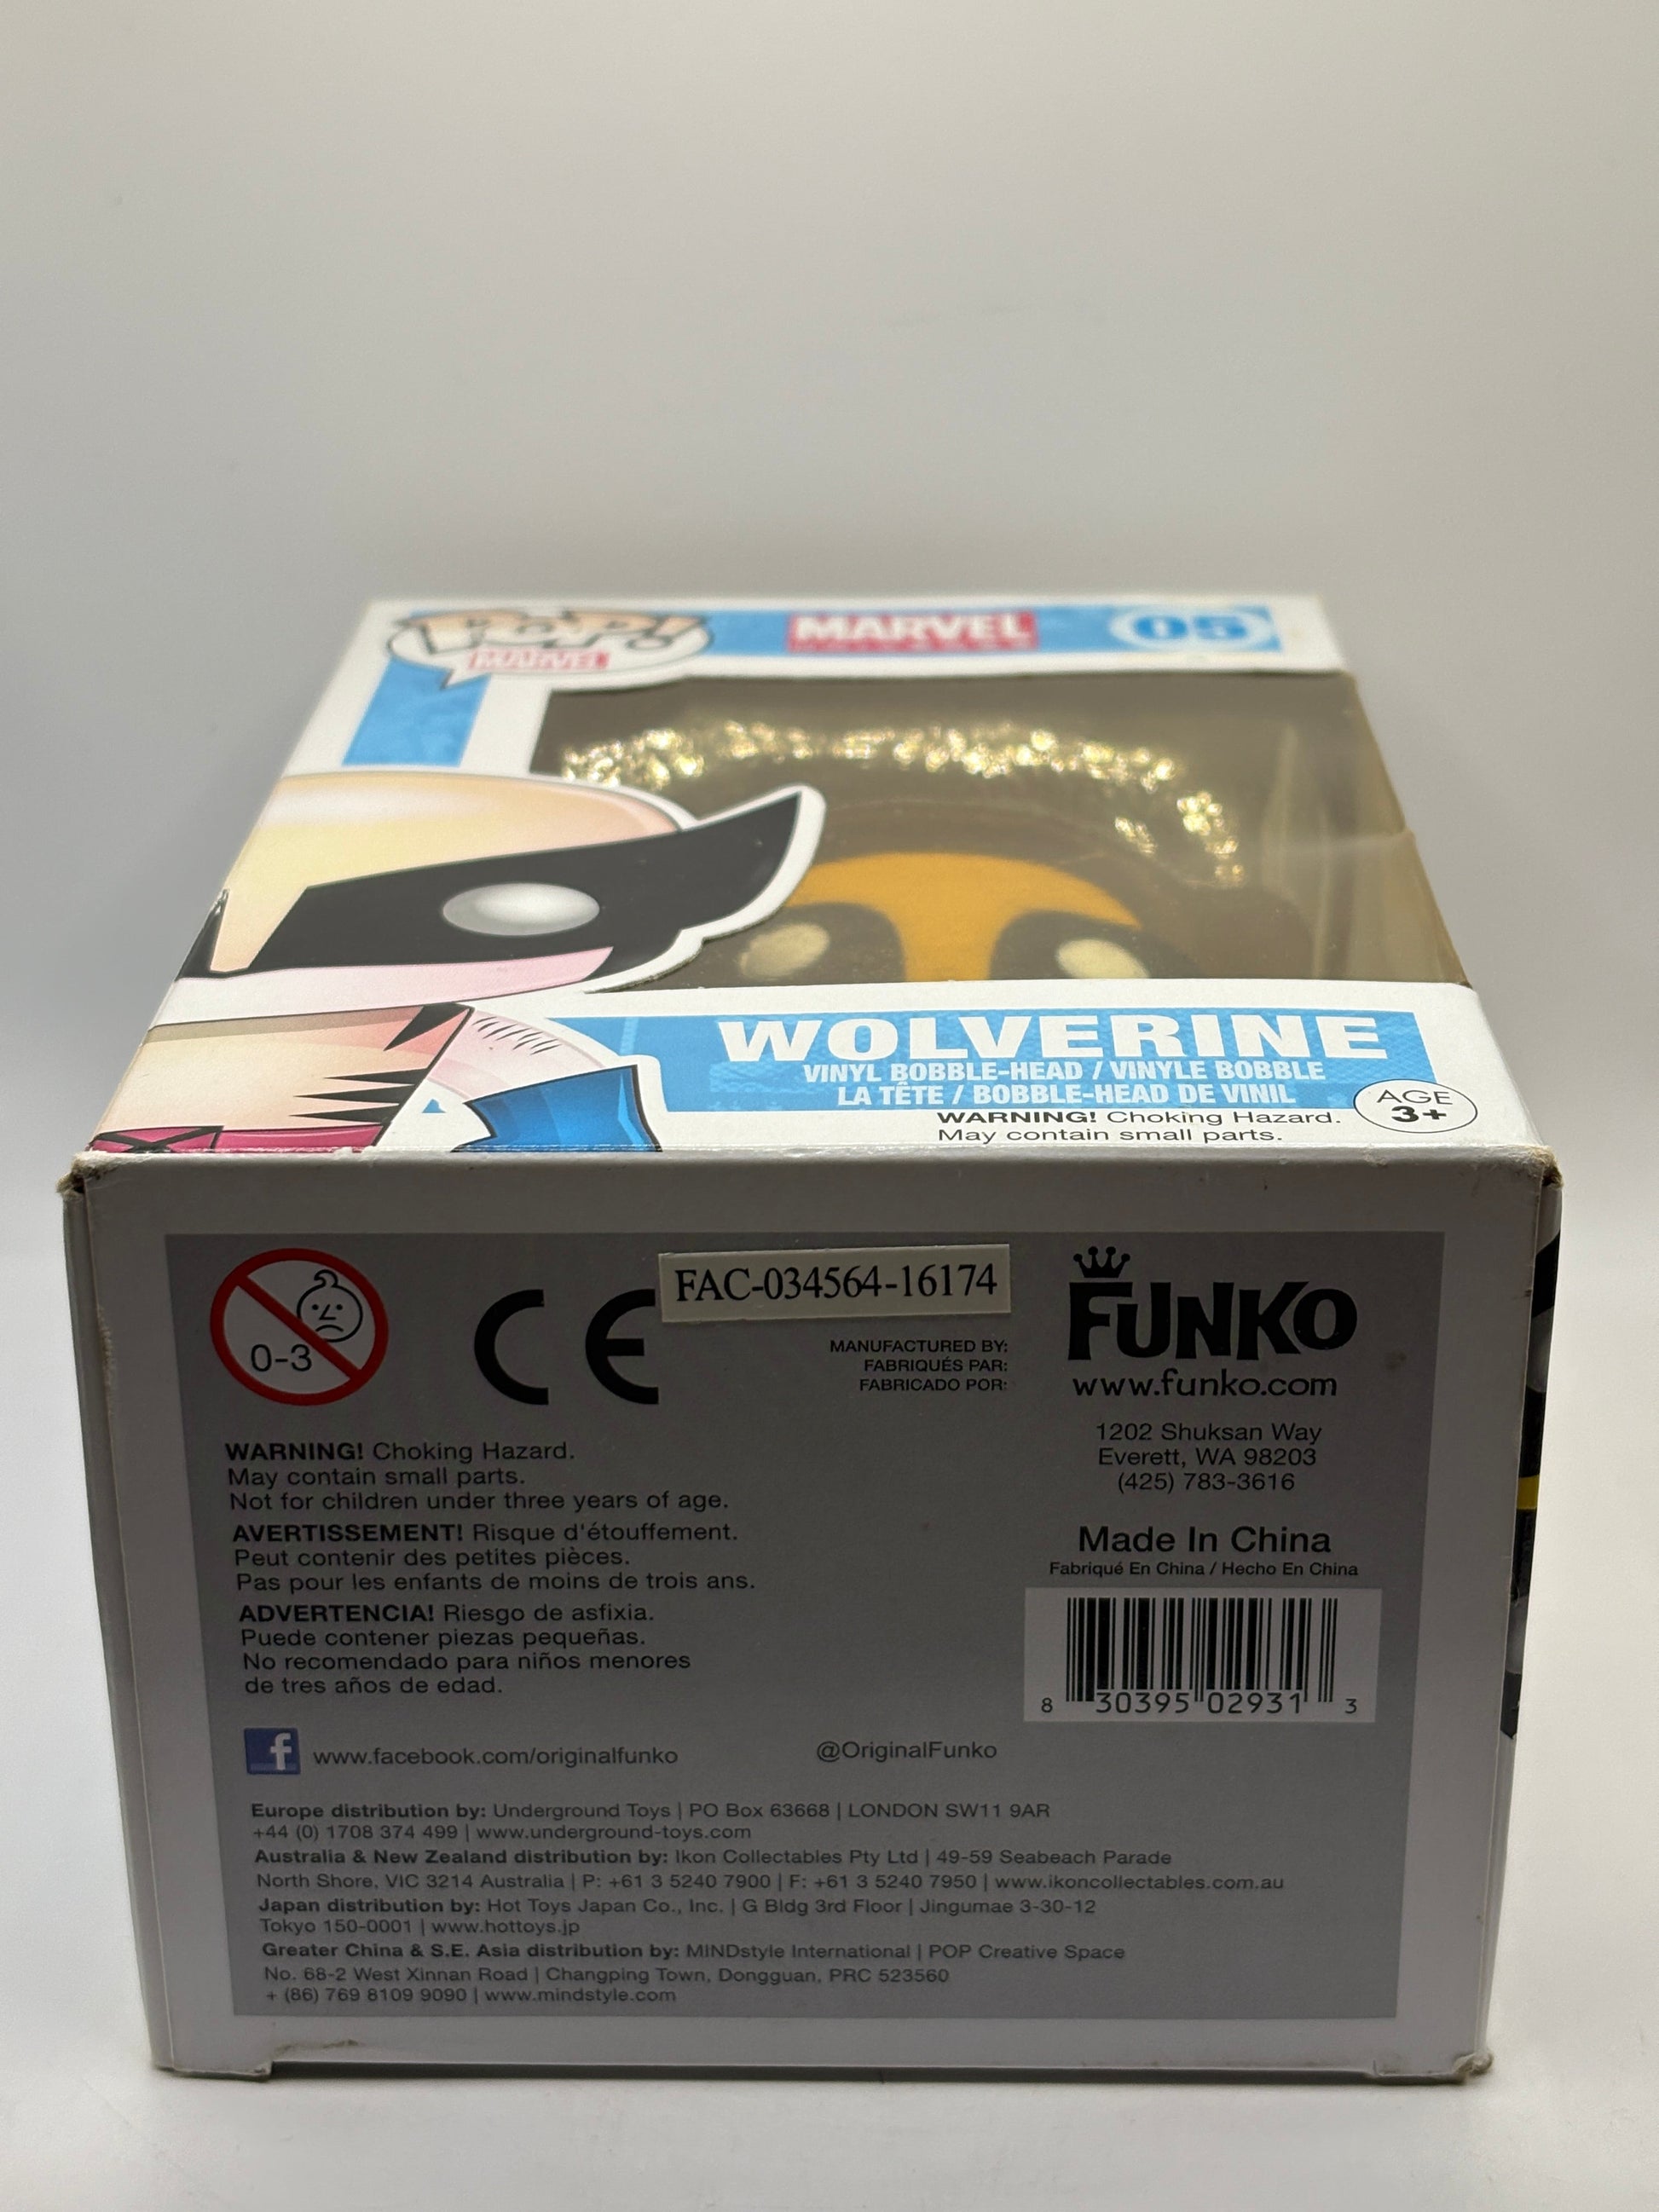 POP!
MARVEL
MARVEL
05
WOLVERINE
VINYL BOBBLE-HEAD / VINYLE BOBBLE
LA TÊTE / BOBBLE-HEAD DE VINIL
WARNING! Choking Hazard.
May contain small parts.
AGE
3+
0-3
CE
FAC-034564-16174
MANUFACTURED BY:
FABRIQUÉS PAR:
FABRICADO POR:
FUNKO
www.funko.com
1202 Shuksan Way
Everett, WA 98203
(425) 783-3616
Made In China
Fabriqué En China / Hecho En China
8 30395 02931 3
WARNING! Choking Hazard.
May contain small parts.
Not for children under three years of age.
AVERTISSEMENT! Risque d'étouffement.
Peut contenir des petites pièces.
Pas pour les enfants de moins de trois ans.
ADVERTENCIA! Riesgo de asfixia.
Puede contener piezas pequeñas.
No recomendado para niños menores
de tres años de edad.
f www.facebook.com/originalfunko
@OriginalFunko
Europe distribution by: Underground Toys | PO Box 63668 | LONDON SW11 9AR
+44 (0) 1708 374 499 | www.underground-toys.com
Australia & New Zealand distribution by: Ikon Collectables Pty Ltd | 49-59 Seabeach Parade
North Shore, VIC 3214 Australia | P: +61 3 5240 7900 | F: +61 3 5240 7950 | www.ikoncollectables.com.au
Japan distribution by: Hot Toys Japan Co., Inc. | G Bldg 3rd Floor | Jingumae 3-30-12
Tokyo 150-0001 | www.hottoys.jp
Greater China & S.E. Asia distribution by: MINDstyle International | POP Creative Space
No. 68-2 West Xinnan Road | Changping Town, Dongguan, PRC 523560
+ (86) 769 8109 9090 | www.mindstyle.com